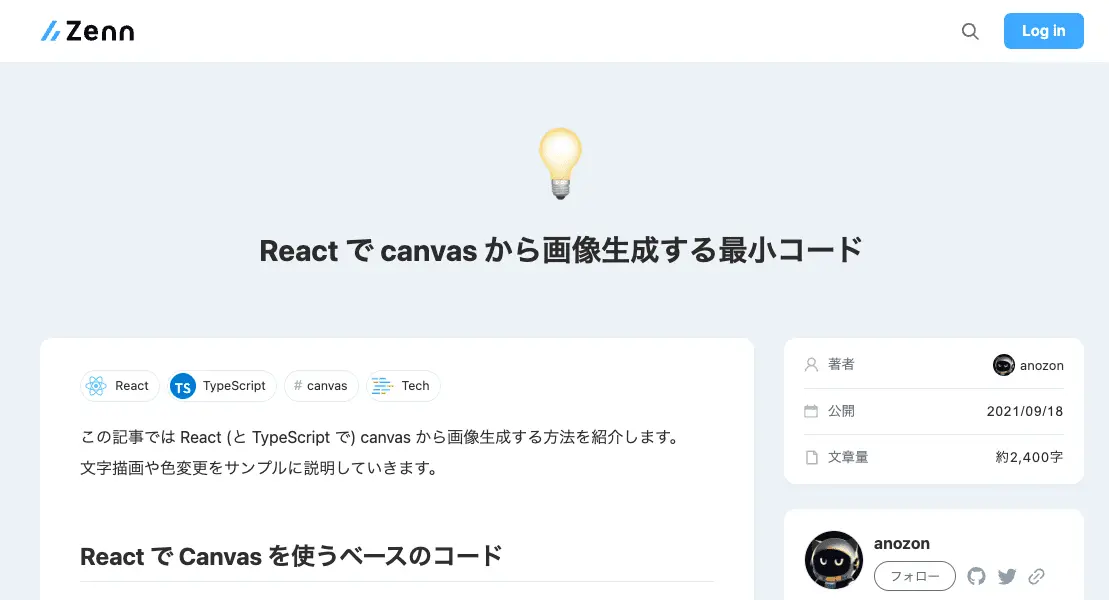 Zenn
Log in
React で canvas から画像生成する最小コード
React
TypeScript
# canvas
Tech
この記事では React (と TypeScript で) canvas から画像生成する方法を紹介します。
文字描画や色変更をサンプルに説明していきます。
React で Canvas を使うベースのコード
著者 anozon
公開 2021/09/18
文章量 約2,400字
anozon
フォロー